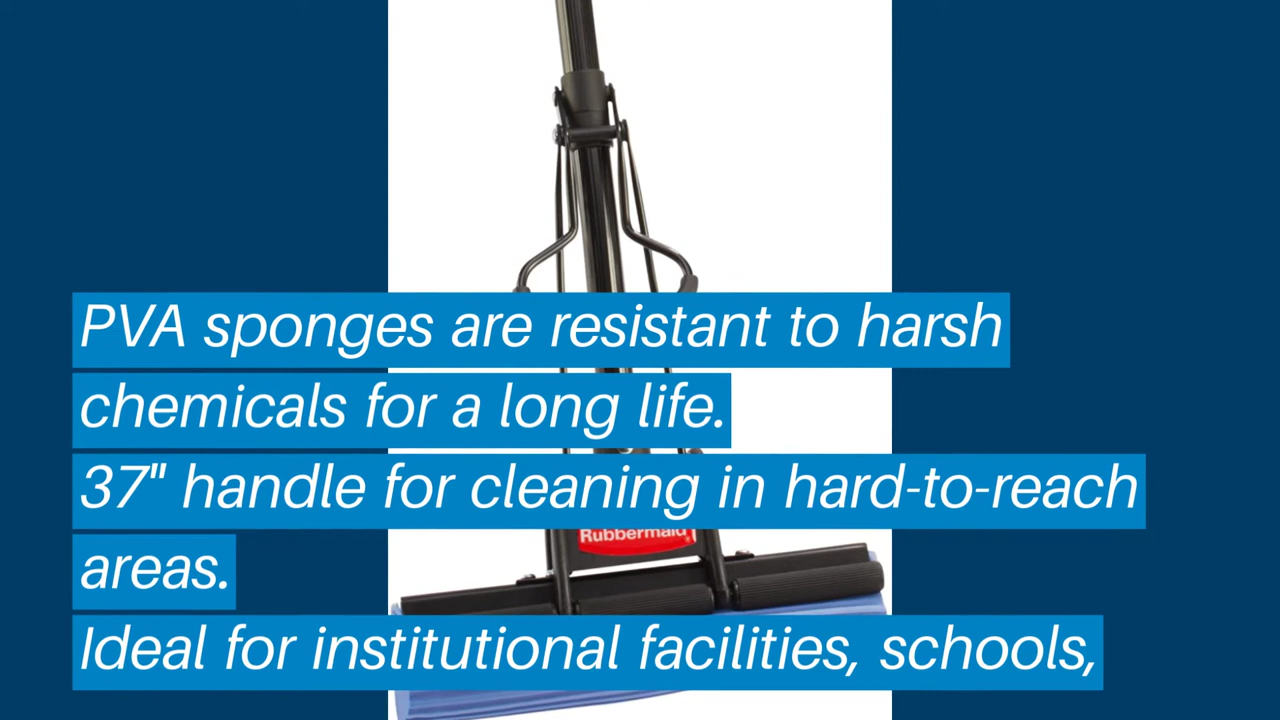 PVA sponges are resistant to harsh
chemicals for a long life.
37" handle for cleaning in hard-to-reach
areas.
Rubbermaid
Ideal for institutional facilities, schools,